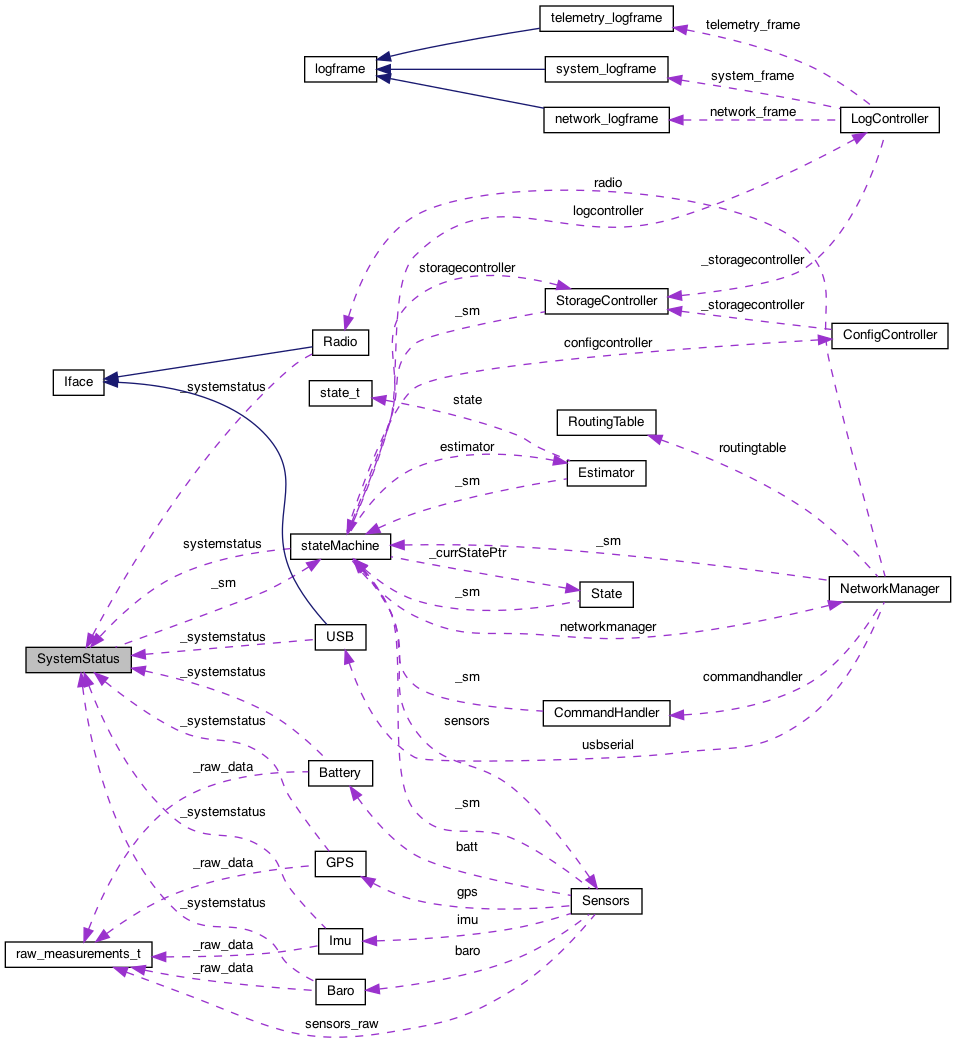 telemetry_logframe
telemetry_frame
logframe
system_logframe
system_frame
network_logframe
network_frame
LogController
radio
logcontroller
_storagecontroller
storagecontroller
StorageController
_storagecontroller
_sm
ConfigController
configcontroller
Radio
Iface
_systemstatus
state_t
state
RoutingTable
routingtable
estimator
Estimator
_sm
stateMachine
systemstatus
_currStatePtr
_sm
_sm
_sm
State
NetworkManager
networkmanager
USB
_systemstatus
SystemStatus
_systemstatus
_sm
commandhandler
CommandHandler
sensors
usbserial
_systemstatus
Battery
_raw_data
_sm
_systemstatus
batt
GPS
_raw_data
gps
Sensors
_systemstatus
imu
Imu
_raw_data
raw_measurements_t
baro
_raw_data
Baro
sensors_raw